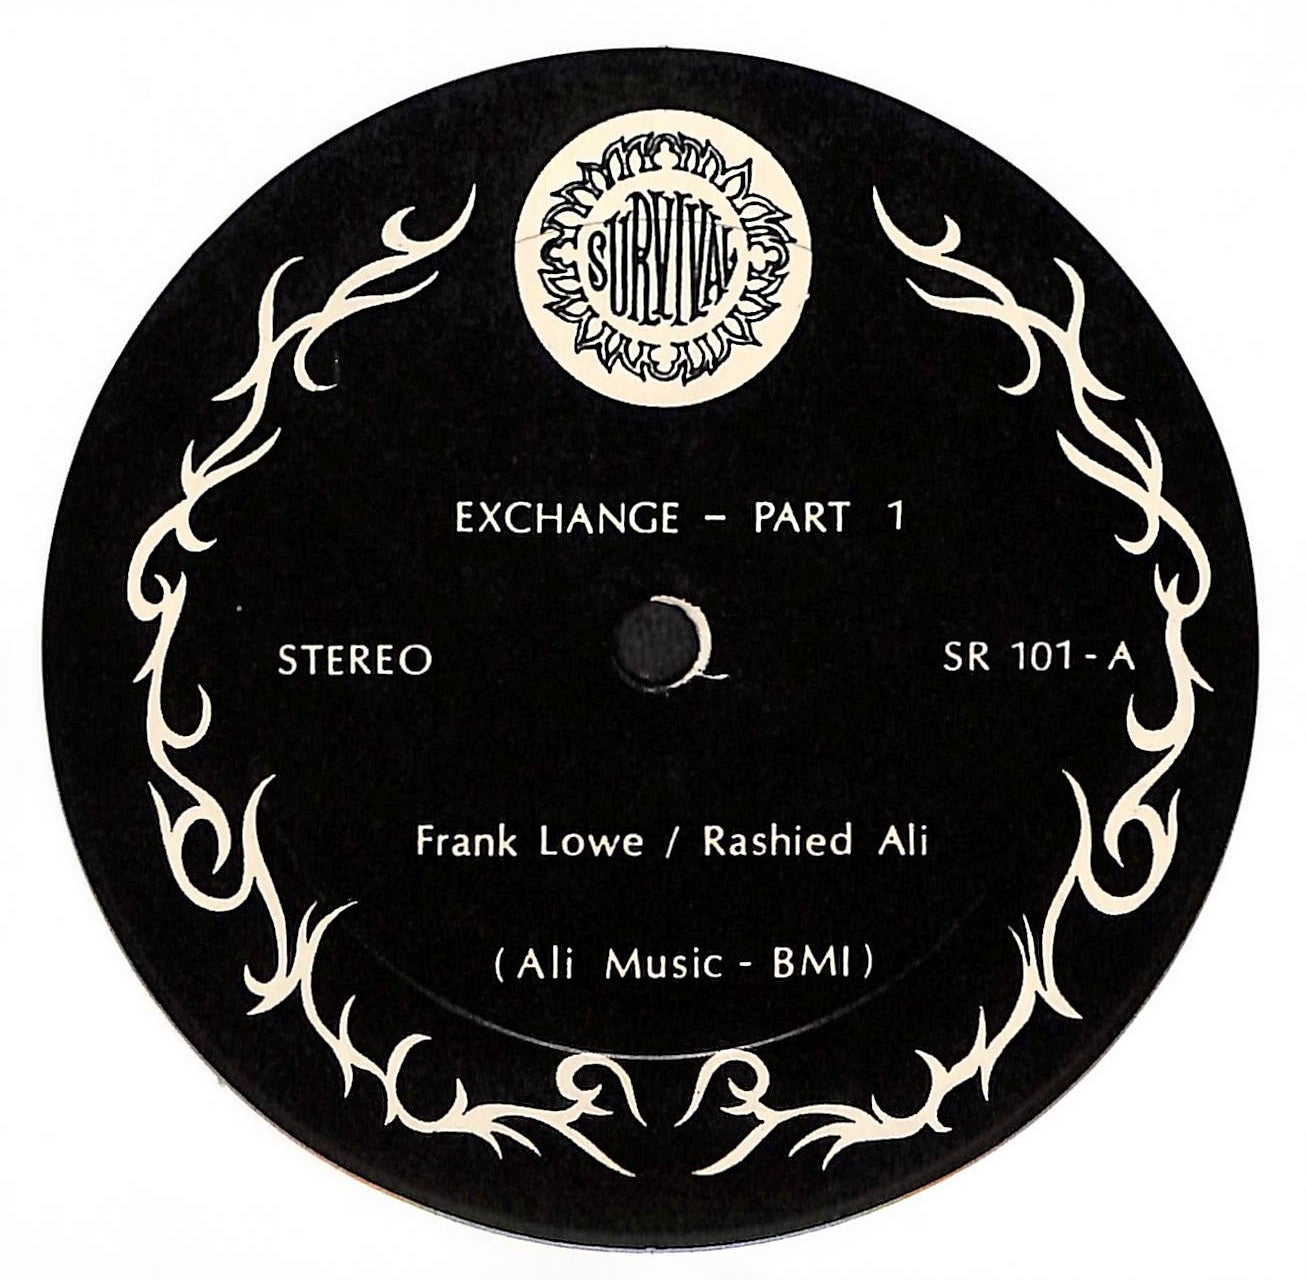 SURVIVAL
EXCHANGE – PART 1
STEREO
SR 101 - A
Frank Lowe / Rashied Ali
(Ali Music - BMI)